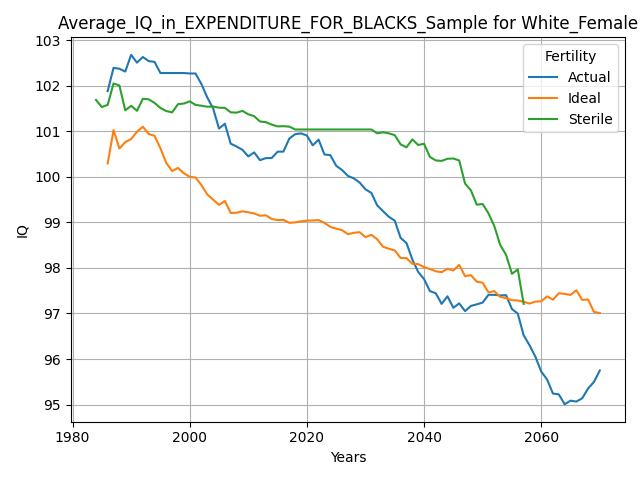 Average_IQ_in_EXPENDITURE_FOR_BLACKS_Sample for White_Female
103
102
101
100
99
98
97
96
95
IQ
Fertility
Actual
Ideal
Sterile
1980
2000
2020
2040
2060
Years